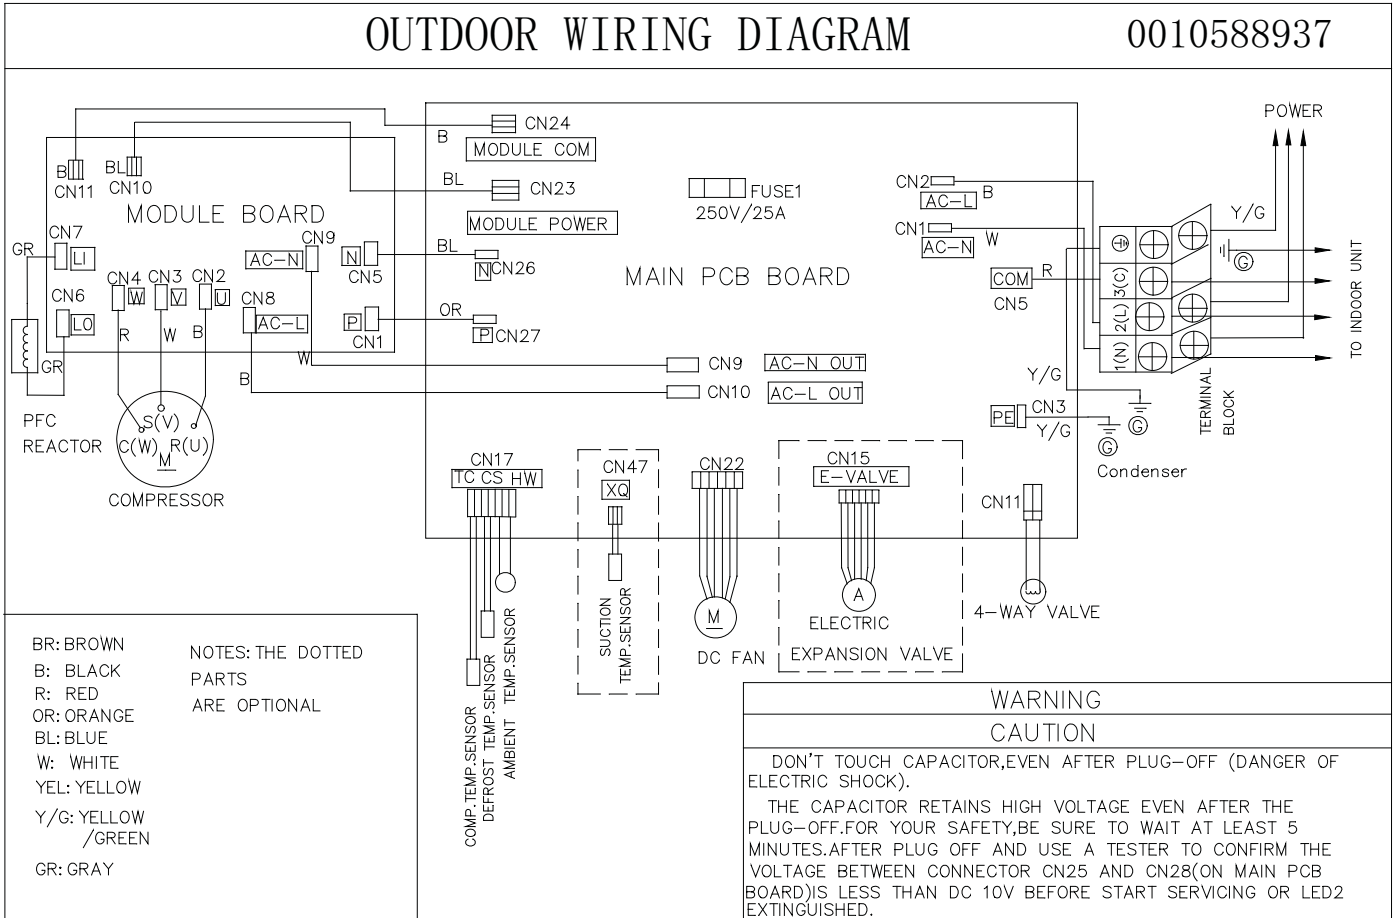 OUTDOOR WIRING DIAGRAM
0010588937
B
CN11
BL
CN10
MODULE BOARD
B
CN24
MODULE COM
BL
CN23
MODULE POWER
FUSE1
250V/25A
MAIN PCB BOARD
CN2
B
AC-L
CN1
W
AC-N
COM
R
CN5
POWER
Y/G
G
3(C)
2(L)
1(N)
TO INDOOR UNIT
TERMINAL
BLOCK
GR
CN7
LI
CN6
LO
GR
PFC
REACTOR
CN4
W
CN3
V
CN2
U
R
W
B
CN9
AC-N
CN8
AC-L
W
B
N
CN5
P
CN1
BL
N
CN26
OR
P
CN27
CN9
AC-N OUT
CN10
AC-L OUT
S(V)
C(W)
R(U)
M
COMPRESSOR
Y/G
G
PE
CN3
Y/G
G
Condenser
CN17
TC CS HW
COMP.TEMP.SENSOR
DEFROST TEMP.SENSOR
AMBIENT TEMP.SENSOR
CN47
XQ
SUCTION
TEMP.SENSOR
CN22
M
DC FAN
CN15
E-VALVE
A
ELECTRIC
EXPANSION VALVE
CN11
4-WAY VALVE
BR: BROWN
B: BLACK
R: RED
OR: ORANGE
BL: BLUE
W: WHITE
YEL: YELLOW
Y/G: YELLOW
/GREEN
GR: GRAY
NOTES: THE DOTTED
PARTS
ARE OPTIONAL
WARNING
CAUTION
DON'T TOUCH CAPACITOR,EVEN AFTER PLUG-OFF (DANGER OF
ELECTRIC SHOCK).
THE CAPACITOR RETAINS HIGH VOLTAGE EVEN AFTER THE
PLUG-OFF.FOR YOUR SAFETY,BE SURE TO WAIT AT LEAST 5
MINUTES.AFTER PLUG OFF AND USE A TESTER TO CONFIRM THE
VOLTAGE BETWEEN CONNECTOR CN25 AND CN28(ON MAIN PCB
BOARD)IS LESS THAN DC 10V BEFORE START SERVICING OR LED2
EXTINGUISHED.